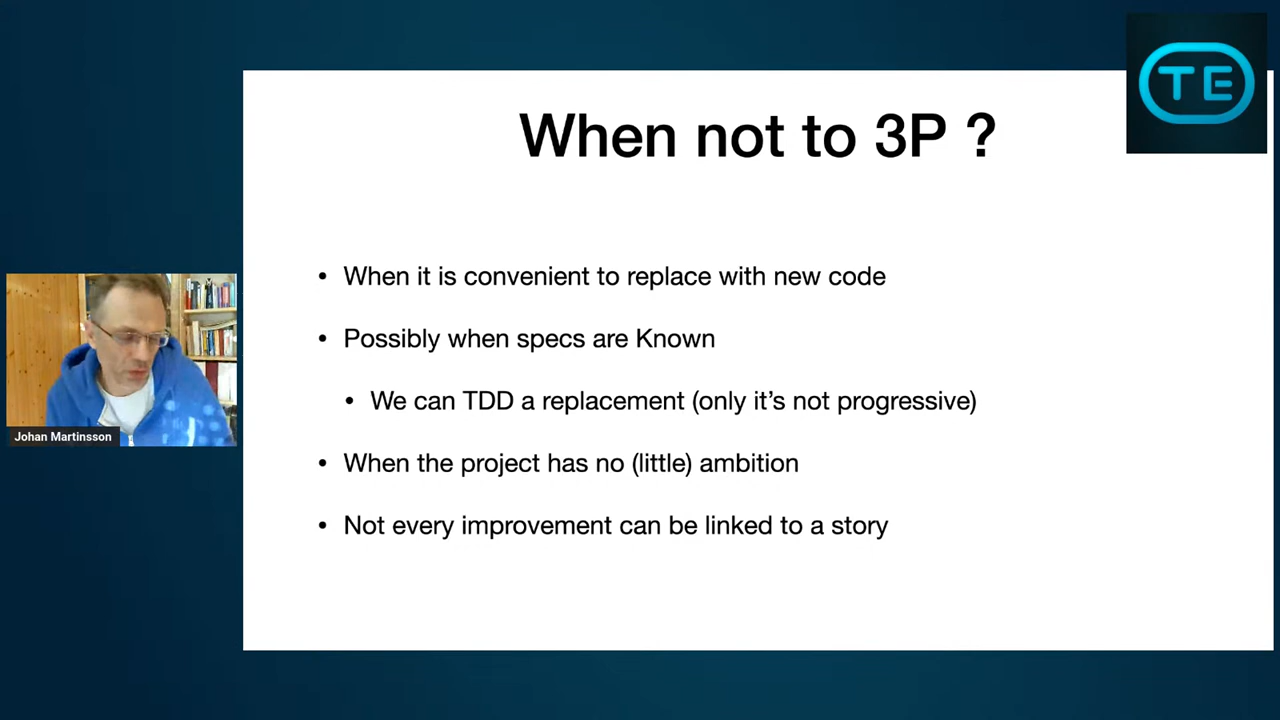 TE
When not to 3P ?
• When it is convenient to replace with new code
• Possibly when specs are Known
• We can TDD a replacement (only it’s not progressive)
• When the project has no (little) ambition
• Not every improvement can be linked to a story
Johan Martinsson